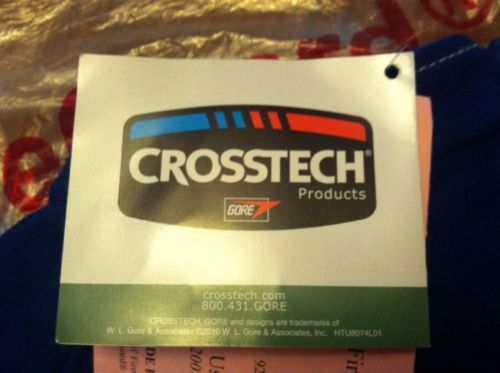 CROSSTECH®
Products
GORE
crosstech.com
800.431.GORE
CROSSTECH, GORE and designs are trademarks of
W. L. Gore & Associates ©2010 W. L. Gore & Associates, Inc. HTU8074L01